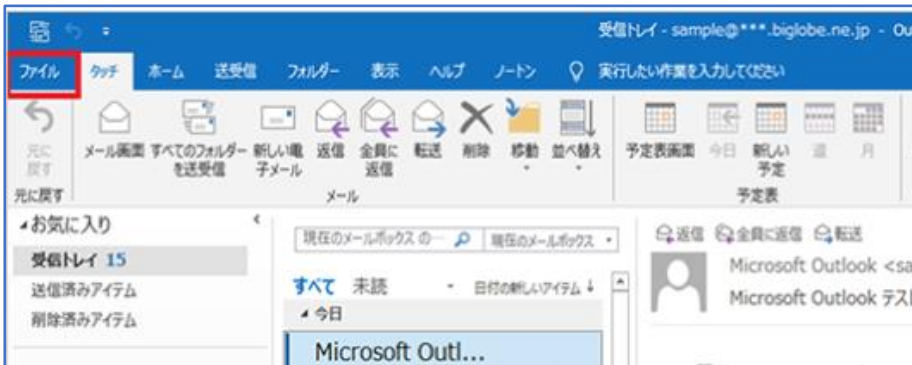 受信トレイ - sample@***.biglobe.ne.jp - Ou
ファイル タッチ ホーム 送受信 フォルダー 表示 ヘルプ ノートン 実行したい作業を入力してください
元に戻す メール画面 すべてのフォルダーを送受信 新しい電子メール 返信 全員に返信 転送 削除 移動 並べ替え 予定表画面 今日 新しい予定 週 月
元に戻す メール 予定表
お気に入り
現在のメールボックス の… 現在のメールボックス
返信 全員に返信 転送
受信トレイ 15
Microsoft Outlook <sa
送信済みアイテム
すべて 未読 日付の新しいアイテム ↓
Microsoft Outlook テス
削除済みアイテム
今日
Microsoft Outl...